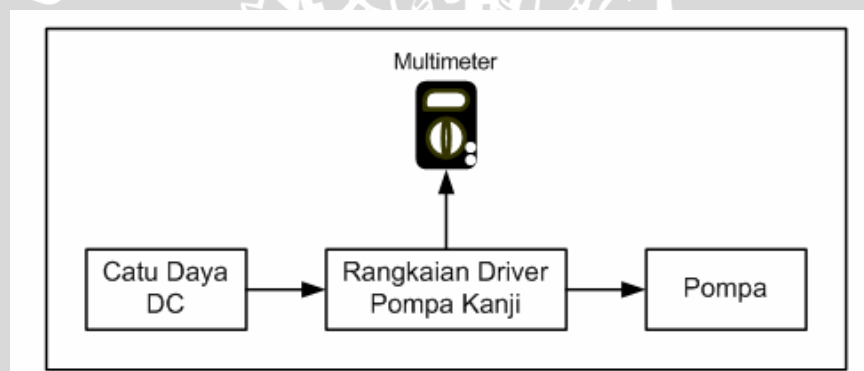 Multimeter
Catu Daya
DC
Rangkaian Driver
Pompa Kanji
Pompa